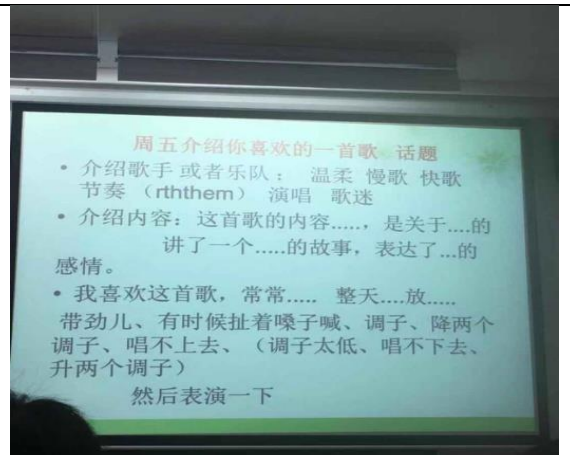 周五介绍你喜欢的一首歌 话题
• 介绍歌手或者乐队： 温柔 慢歌 快歌
节奏 （rththem） 演唱 歌迷
• 介绍内容：这首歌的内容.....，是关于....的
讲了一个.....的故事，表达了...的
感情。
• 我喜欢这首歌，常常..... 整天....放.....
带劲儿、有时候扯着嗓子喊、调子、降两个
调子、唱不上去、（调子太低、唱不下去、
升两个调子）
然后表演一下